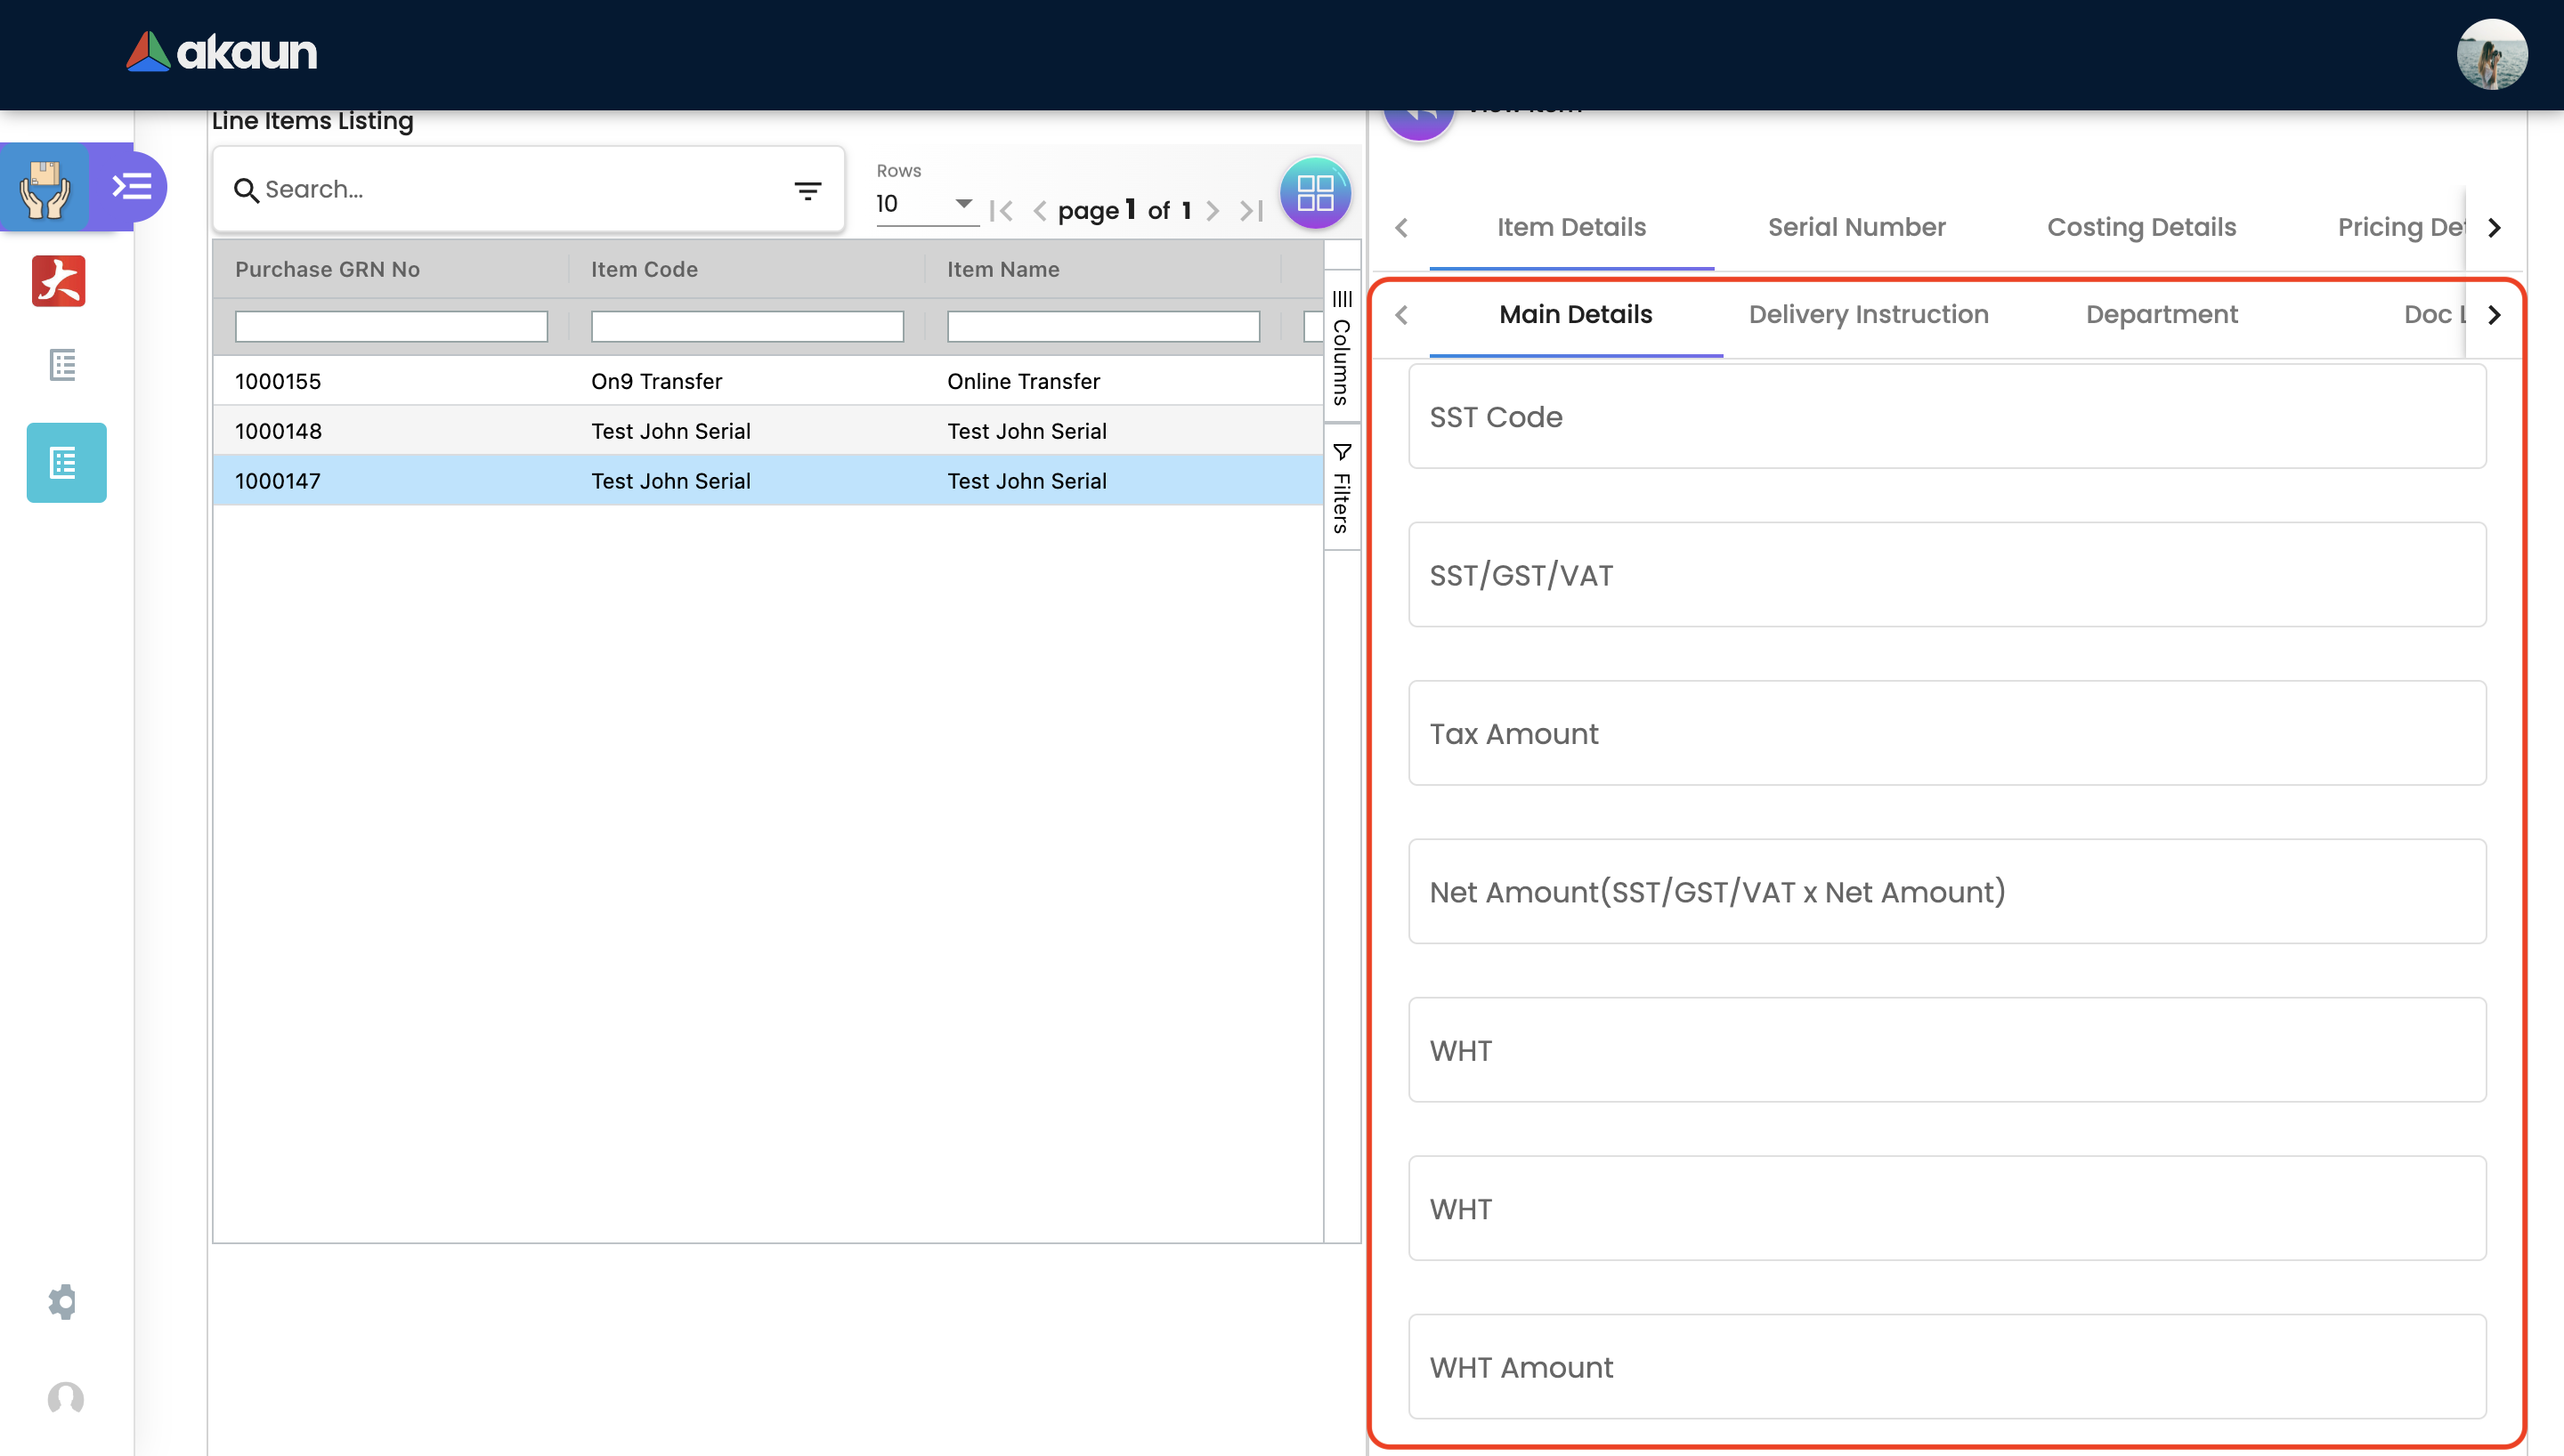 akaun
Line Items Listing
Search...
Rows
10
page 1 of 1
Purchase GRN No Item Code Item Name
1000155 On9 Transfer Online Transfer
1000148 Test John Serial Test John Serial
1000147 Test John Serial Test John Serial
Columns
Filters
Item Details Serial Number Costing Details Pricing
Main Details Delivery Instruction Department Doc
SST Code
SST/GST/VAT
Tax Amount
Net Amount(SST/GST/VAT x Net Amount)
WHT
WHT
WHT Amount